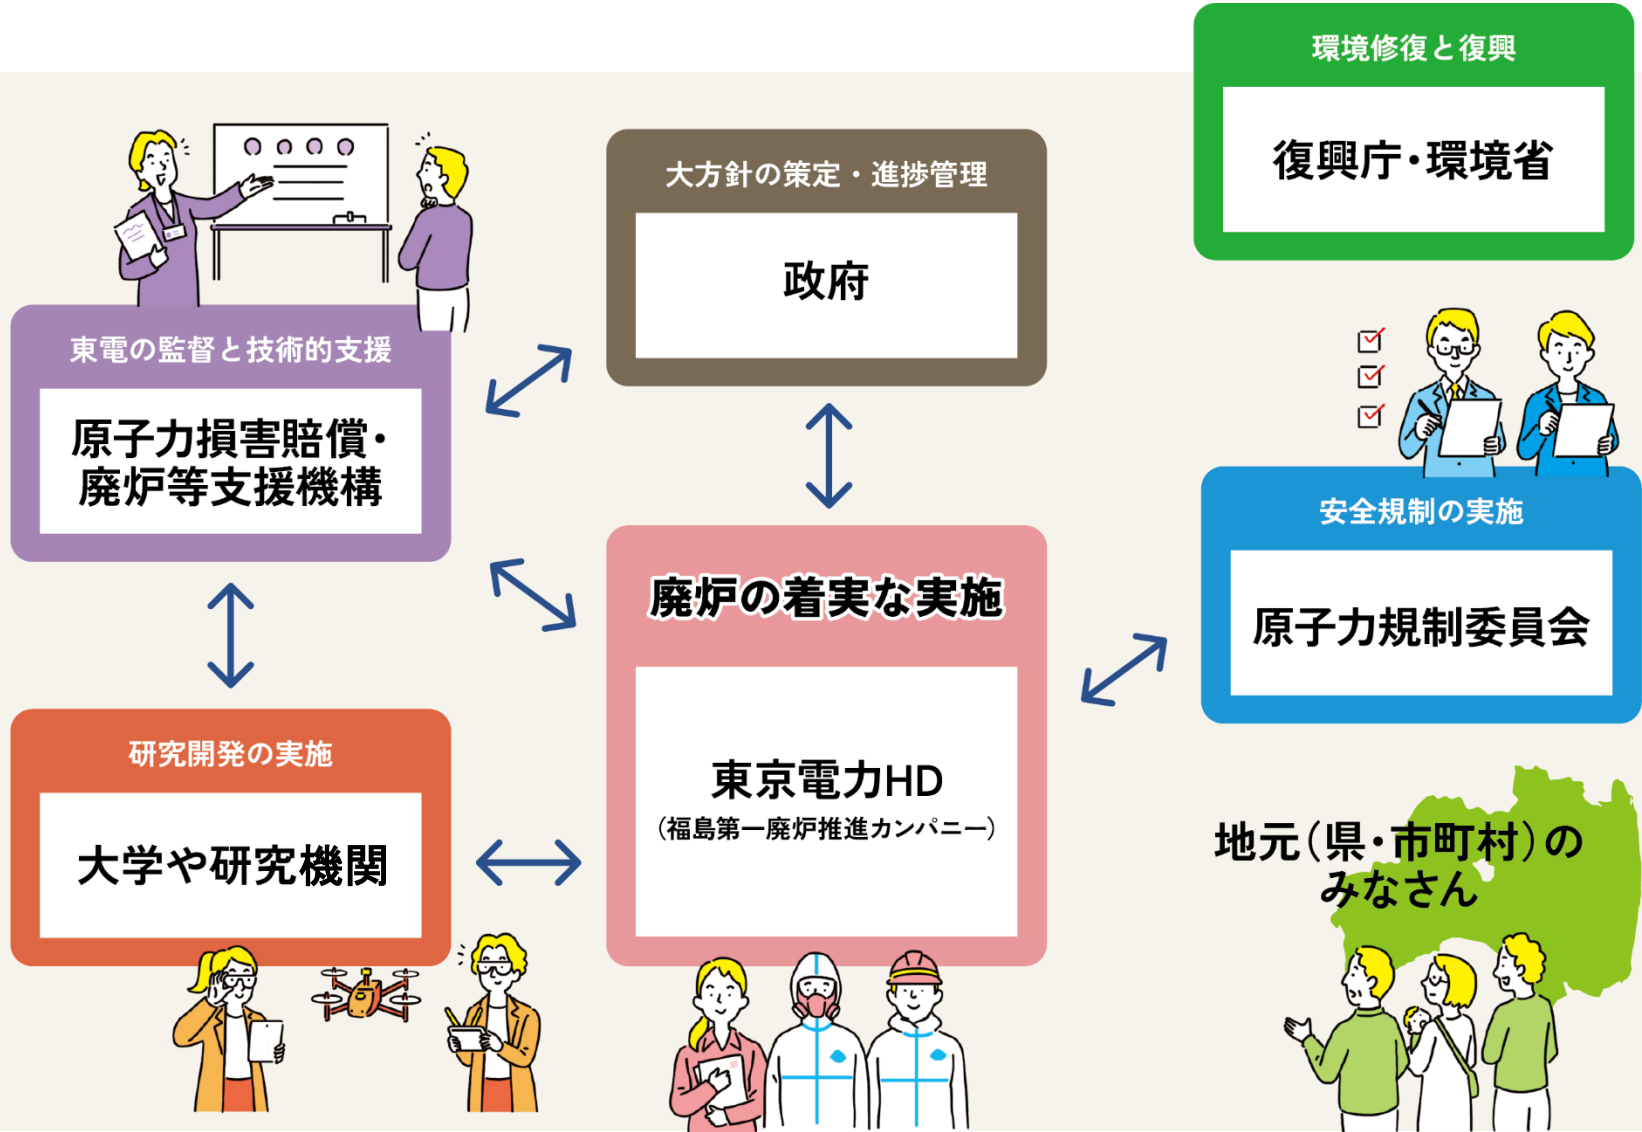 環境修復と復興
復興庁・環境省
大方針の策定・進捗管理
政府
東電の監督と技術的支援
原子力損害賠償・
廃炉等支援機構
安全規制の実施
原子力規制委員会
廃炉の着実な実施
東京電力HD
（福島第一廃炉推進カンパニー）
研究開発の実施
大学や研究機関
地元（県・市町村）の
みなさん